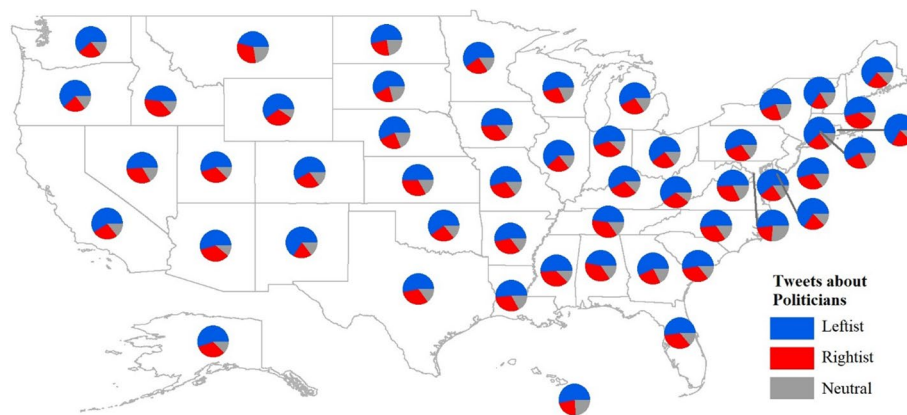 Tweets about
Politicians
Leftist
Rightist
Neutral